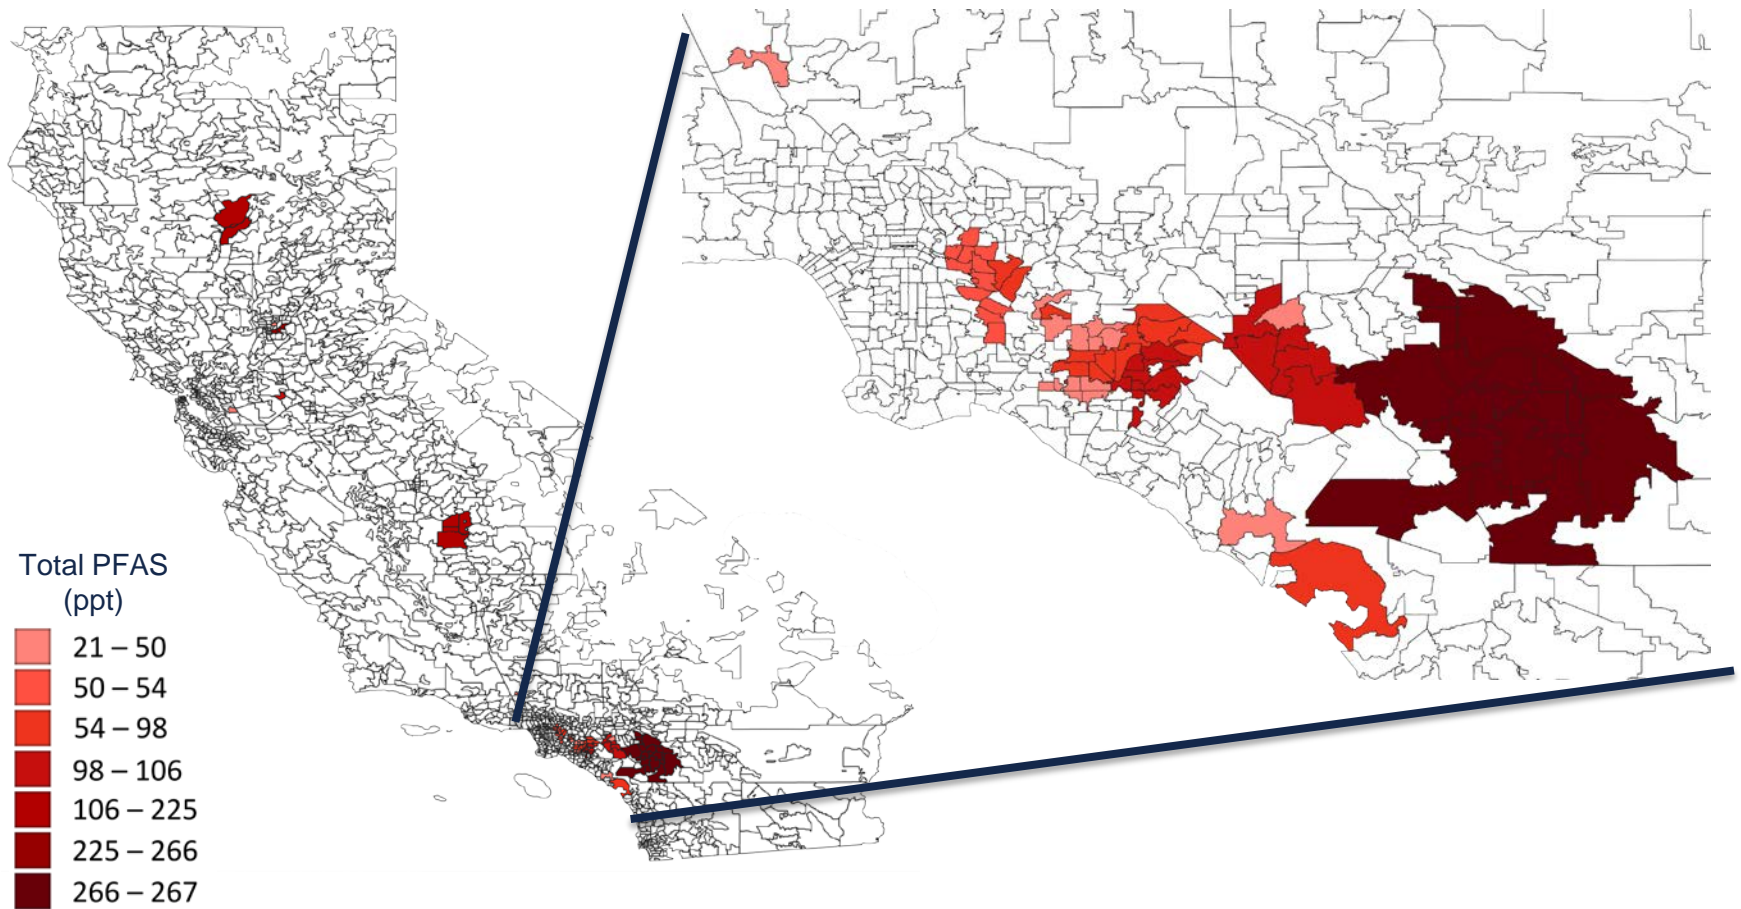 Total PFAS
(ppt)
21 – 50
50 – 54
54 – 98
98 – 106
106 – 225
225 – 266
266 – 267